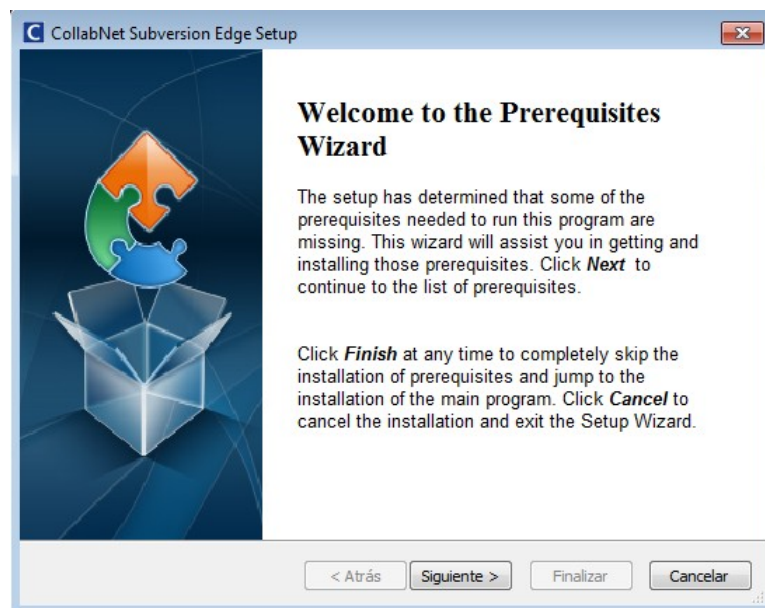 CollabNet Subversion Edge Setup
Welcome to the Prerequisites
Wizard
The setup has determined that some of the
prerequisites needed to run this program are
missing. This wizard will assist you in getting and
installing those prerequisites. Click Next to
continue to the list of prerequisites.
Click Finish at any time to completely skip the
installation of prerequisites and jump to the
installation of the main program. Click Cancel to
cancel the installation and exit the Setup Wizard.
< Atrás Siguiente > Finalizar Cancelar